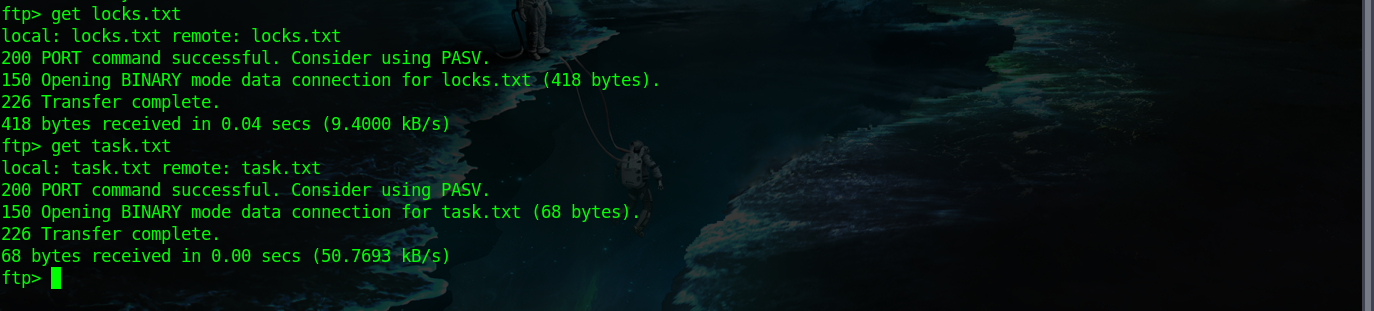 ftp> get locks.txt
local: locks.txt remote: locks.txt
200 PORT command successful. Consider using PASV.
150 Opening BINARY mode data connection for locks.txt (418 bytes).
226 Transfer complete.
418 bytes received in 0.04 secs (9.4000 kB/s)
ftp> get task.txt
local: task.txt remote: task.txt
200 PORT command successful. Consider using PASV.
150 Opening BINARY mode data connection for task.txt (68 bytes).
226 Transfer complete.
68 bytes received in 0.00 secs (50.7693 kB/s)
ftp>